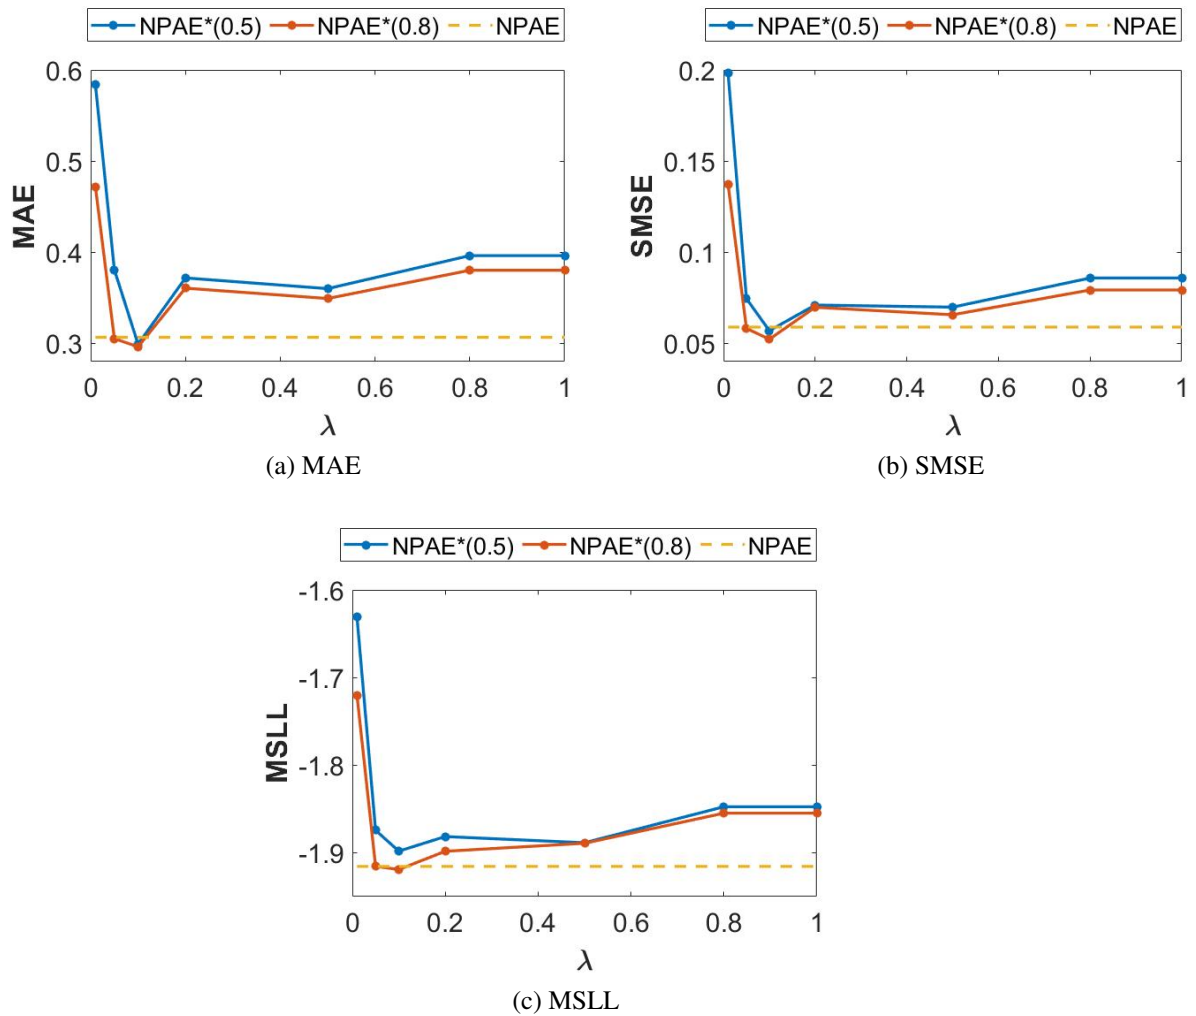 NPAE*(0.5) NPAE*(0.8) NPAE
0.6
0.5
0.4
0.3
MAE
0 0.2 0.4 0.6 0.8 1
λ
(a) MAE
NPAE*(0.5) NPAE*(0.8) NPAE
0.2
0.15
0.1
0.05
SMSE
0 0.2 0.4 0.6 0.8 1
λ
(b) SMSE
NPAE*(0.5) NPAE*(0.8) NPAE
-1.6
-1.7
-1.8
-1.9
MSLL
0 0.2 0.4 0.6 0.8 1
λ
(c) MSLL